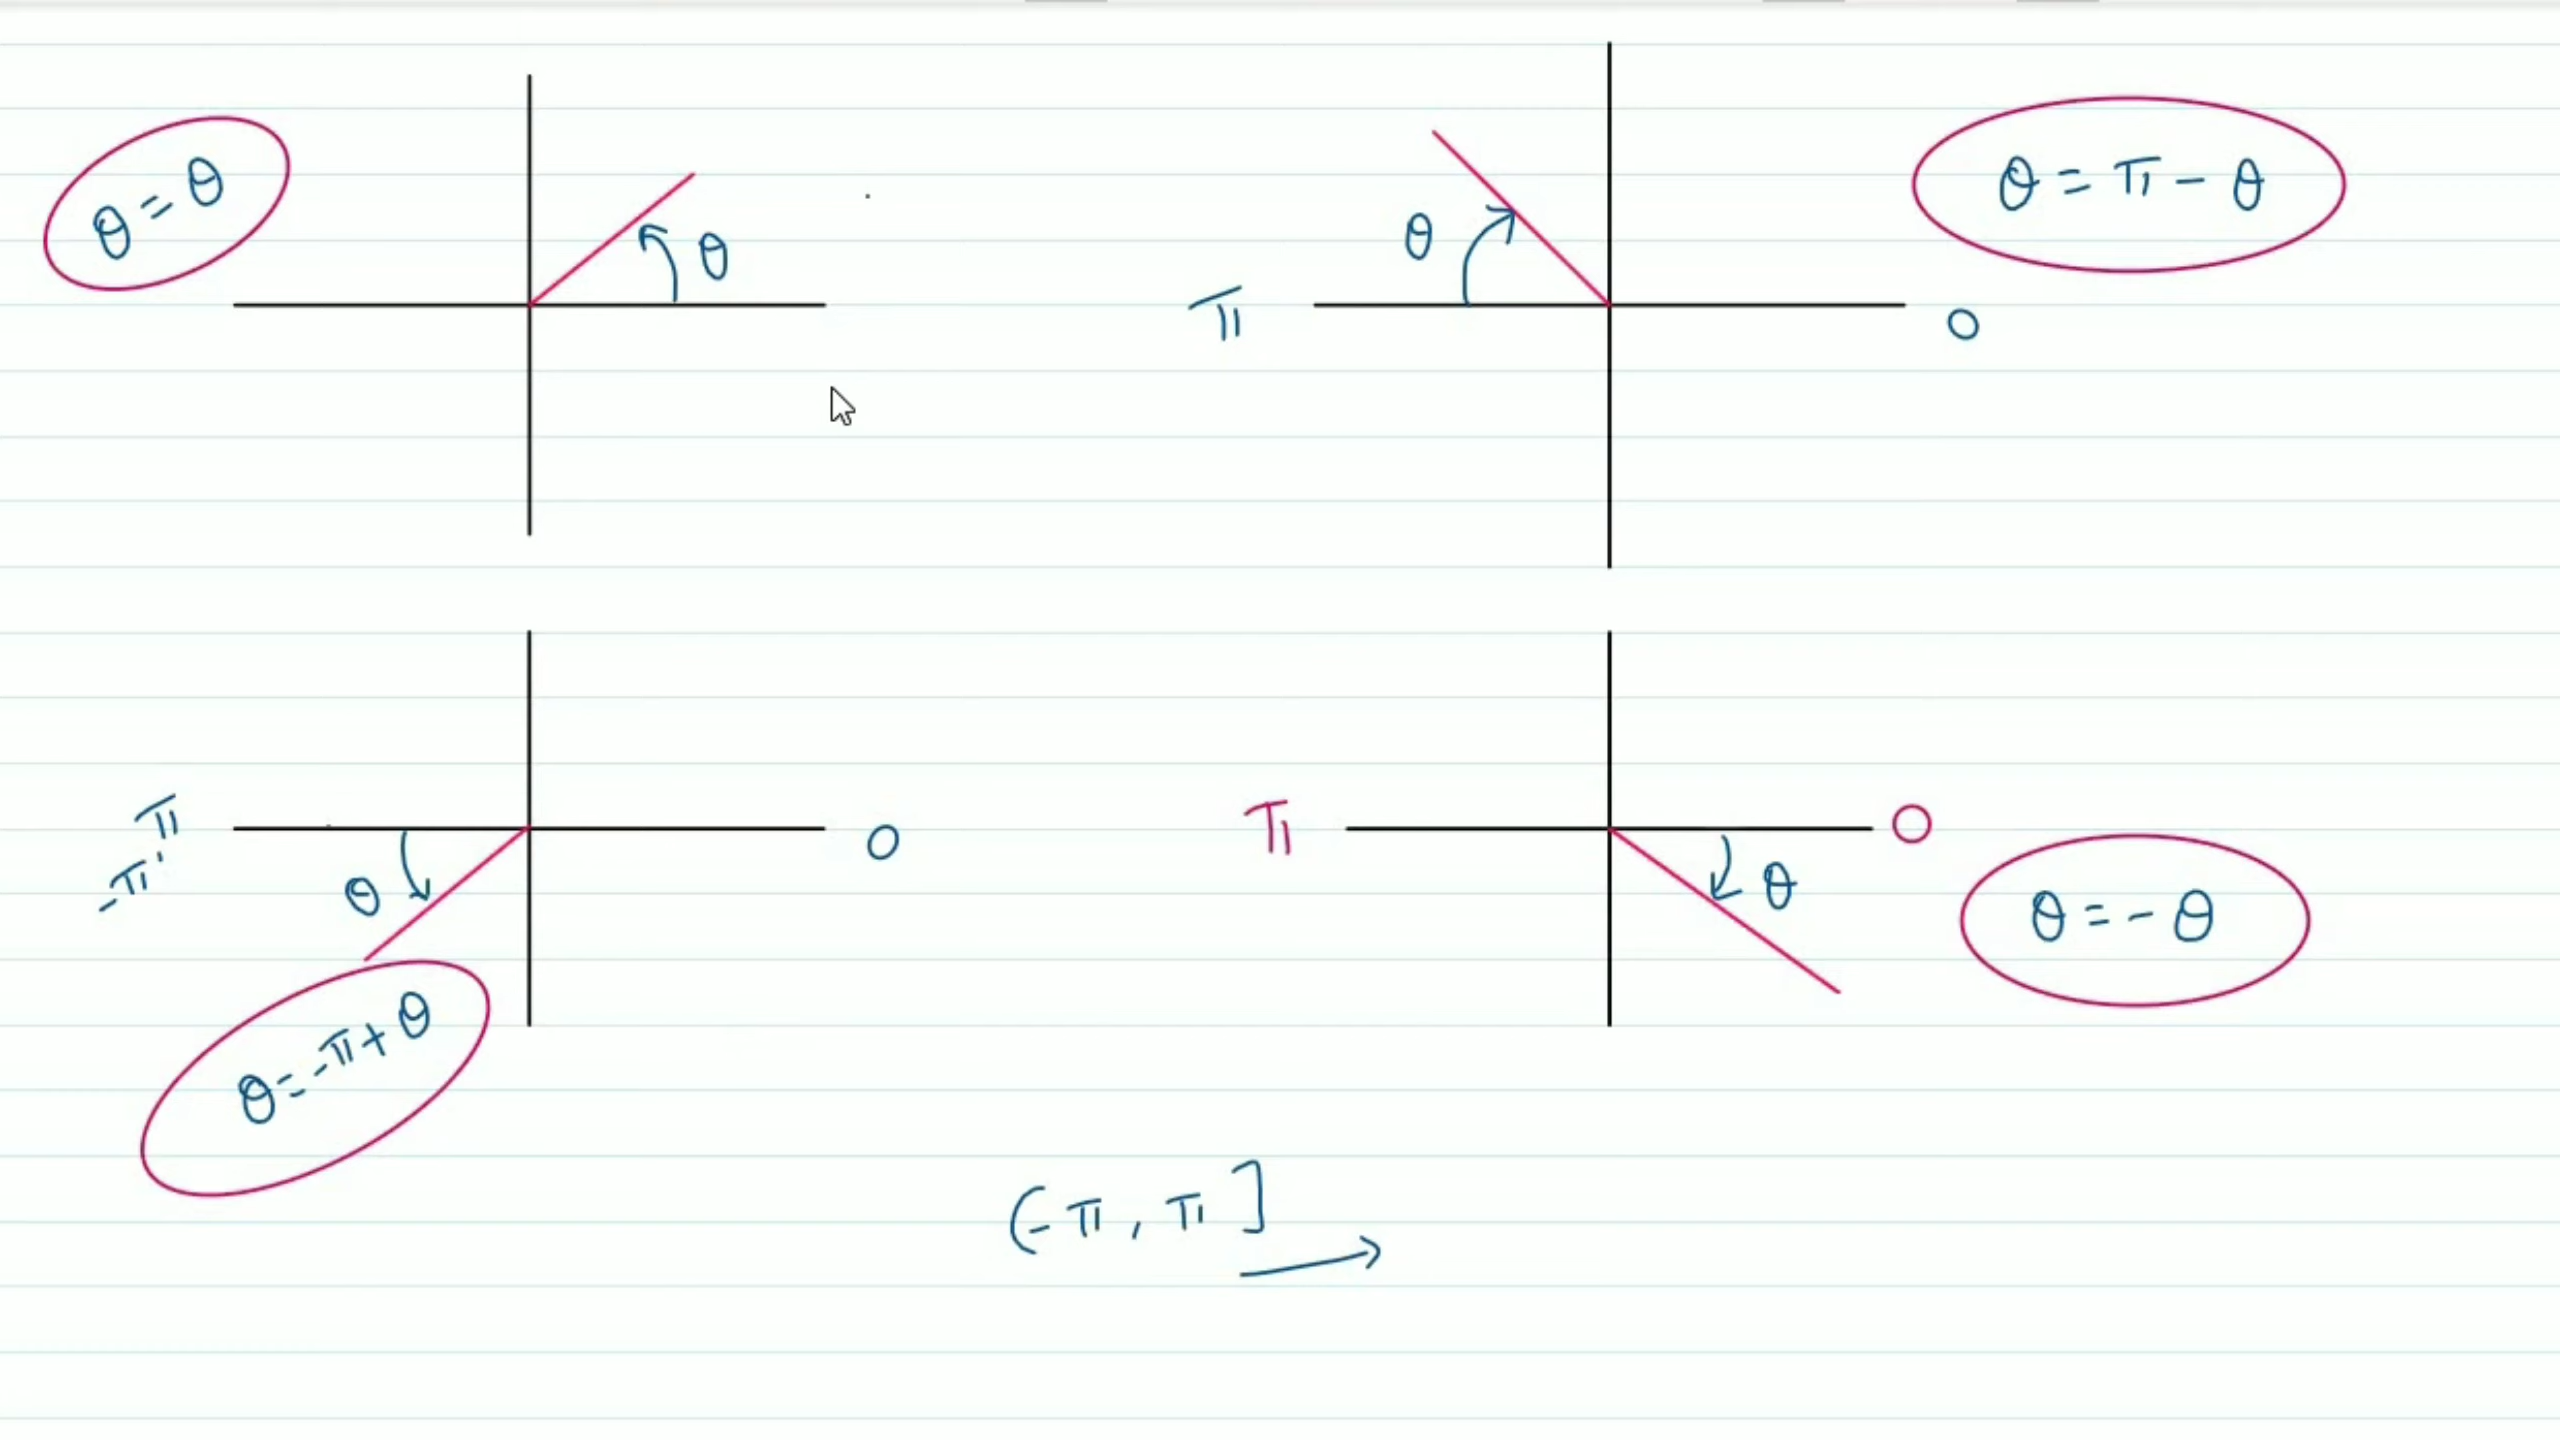 θ = θ
θ
θ
θ = π - θ
π
0
π
-π
0
θ
θ = -π + θ
π
0
θ
θ = - θ
(-π, π]